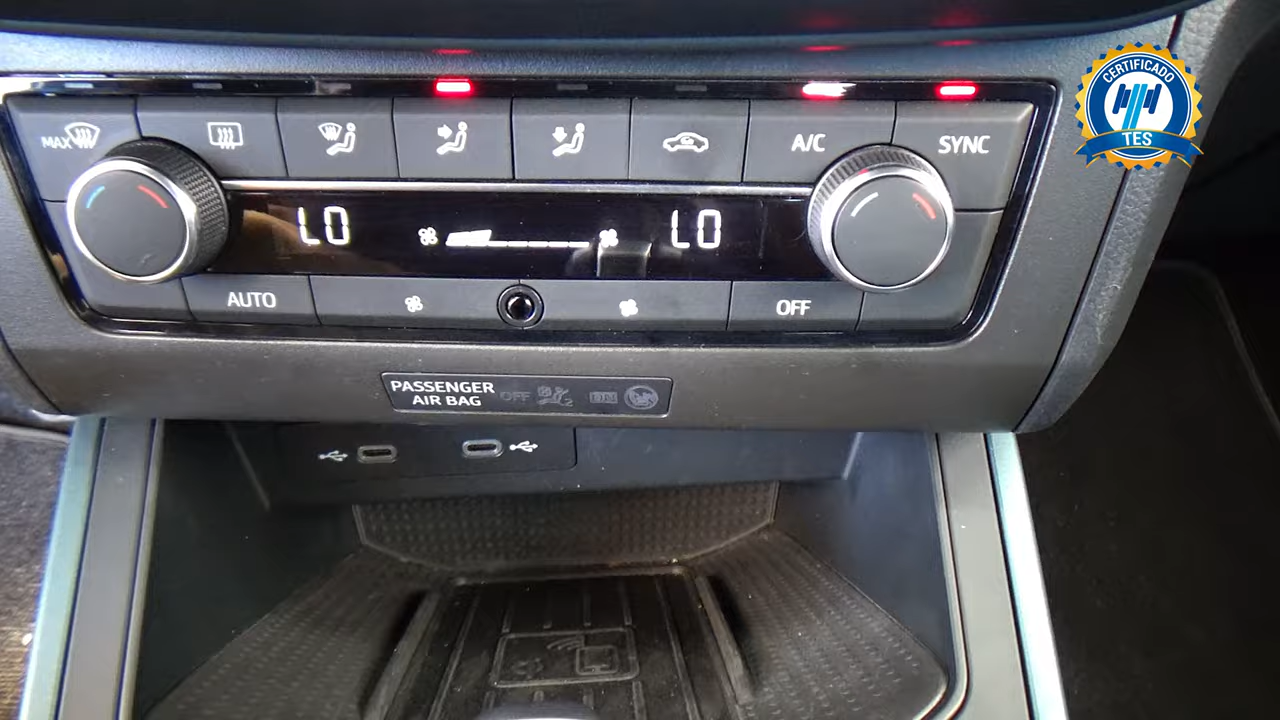 CERTIFICADO
TES
MAX
A/C
SYNC
LO
LO
AUTO
OFF
PASSENGER
AIR BAG
OFF
ON